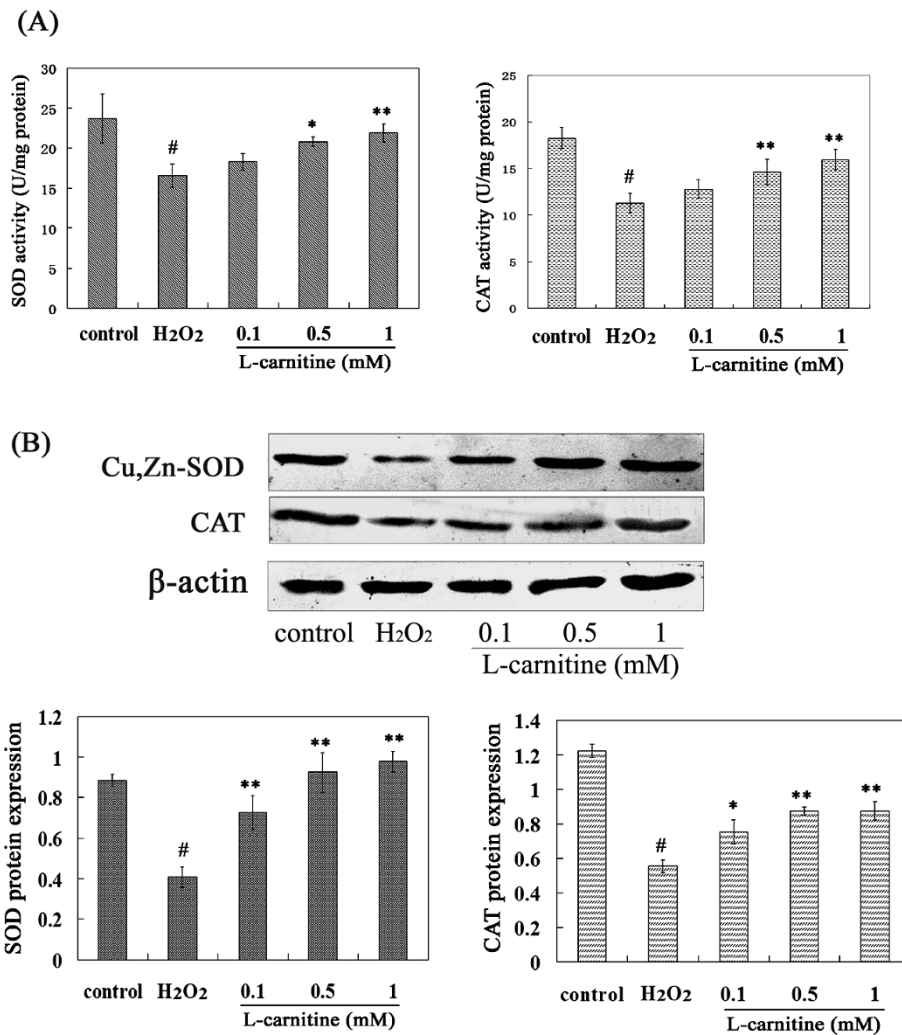 (A)
SOD activity (U/mg protein)
30
25
20
15
10
5
0
#
*
**
control H2O2 0.1 0.5 1
L-carnitine (mM)
CAT activity (U/mg protein)
25
20
15
10
5
0
#
**
**
control H2O2 0.1 0.5 1
L-carnitine (mM)
(B)
Cu,Zn-SOD
CAT
β-actin
control H2O2 0.1 0.5 1
L-carnitine (mM)
SOD protein expression
1.2
1
0.8
0.6
0.4
0.2
0
#
**
**
**
control H2O2 0.1 0.5 1
L-carnitine (mM)
CAT protein expression
1.4
1.2
1
0.8
0.6
0.4
0.2
0
#
*
**
**
control H2O2 0.1 0.5 1
L-carnitine (mM)